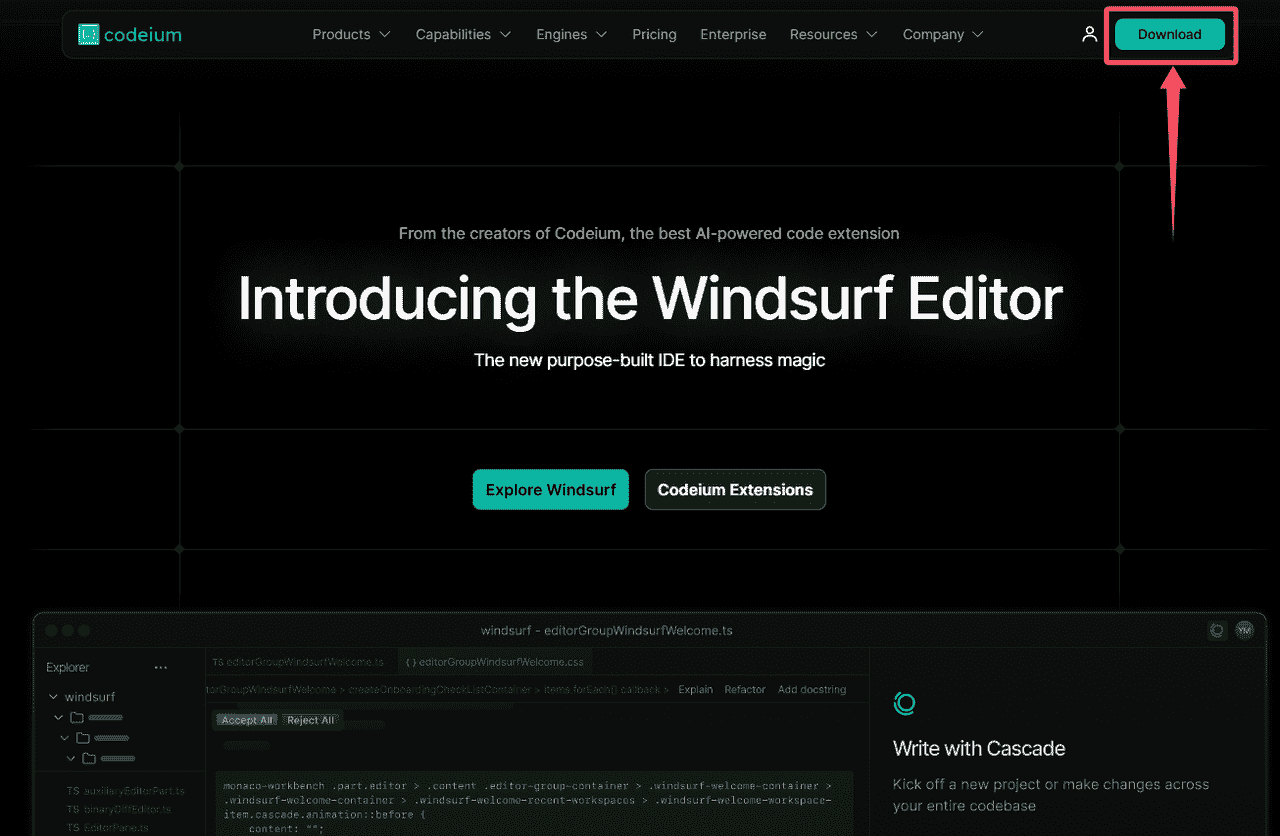 codeium
Products Capabilities Engines Pricing Enterprise Resources Company Download
From the creators of Codeium, the best AI-powered code extension
Introducing the Windsurf Editor
The new purpose-built IDE to harness magic
Explore Windsurf Codeium Extensions
windsurf - editorGroupWindsurfWelcome.ts YM
Explorer ...
windsurf
TS auxiliaryEditorPart.ts
TS binaryDiffEditor.ts
TS EditorPane.ts
TS editorGroupWindsurfWelcome.ts { } editorGroupWindsurfWelcome.css
torGroupWindsurfWelcome > createOnboardingCheckListContainer > items.forEach() callback > Explain Refactor Add docstring
Accept All Reject All
monaco-workbench .part.editor > .content .editor-group-container > .windsurf-welcome-container >
.windsurf-welcome-container > .windsurf-welcome-recent-workspaces > .windsurf-welcome-workspace-
item.cascade.animation::before {
content: "";
Write with Cascade
Kick off a new project or make changes across
your entire codebase